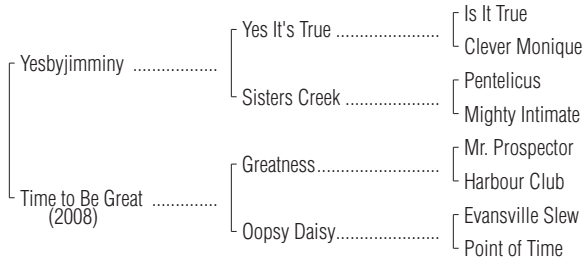 Is It True
Yes It's True ..................
Clever Monique
Yesbyjimminy .................
Pentelicus
Sisters Creek ..................
Mighty Intimate
Mr. Prospector
Greatness.......................
Harbour Club
Time to Be Great .............
(2008)
Evansville Slew
Oopsy Daisy...................
Point of Time